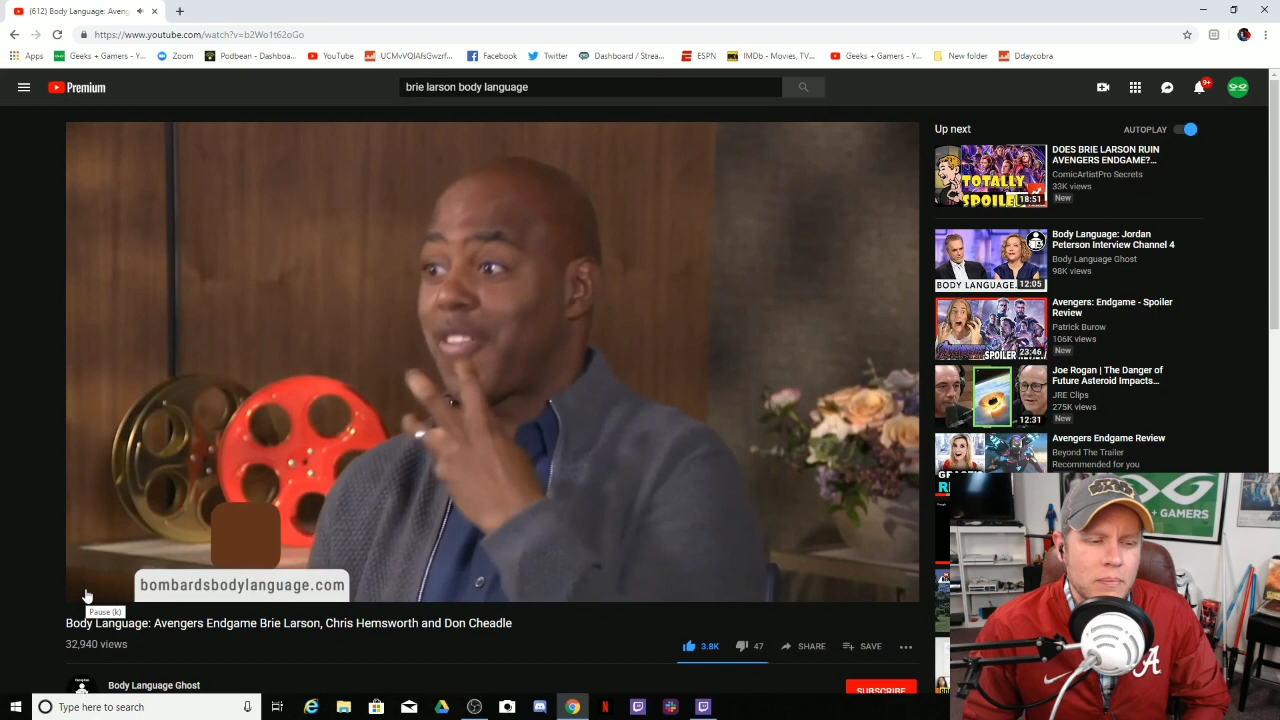 (612) Body Language: Aveng
https://www.youtube.com/watch?v=b2Wo1t62oGo
Apps
Geeks + Gamers - Y...
Zoom
Podbean - Dashboa...
YouTube
UCMvVQIAfsGwzrf...
Facebook
Twitter
Dashboard / Strea...
ESPN
IMDb - Movies, TV...
Geeks + Gamers - Y...
New folder
Ddaycobra
Premium
brie larson body language
9+
Up next
AUTOPLAY
TOTALLY
18:51
DOES BRIE LARSON RUIN
AVENGERS ENDGAME?...
ComicArtistPro Secrets
33K views
New
BODY LANGUAGE
12:05
Body Language: Jordan
Peterson Interview Channel 4
Body Language Ghost
98K views
SPOILER
23:46
Avengers: Endgame - Spoiler
Review
Patrick Burow
106K views
New
12:31
Joe Rogan | The Danger of
Future Asteroid Impacts...
JRE Clips
275K views
New
Avengers Endgame Review
Beyond The Trailer
Recommended for you
+ GAMERS
A
bombardsbodylanguage.com
Pause (k)
Body Language: Avengers Endgame Brie Larson, Chris Hemsworth and Don Cheadle
32,940 views
3.8K
47
SHARE
SAVE
Body Language Ghost
SUBSCRIBE
Type here to search